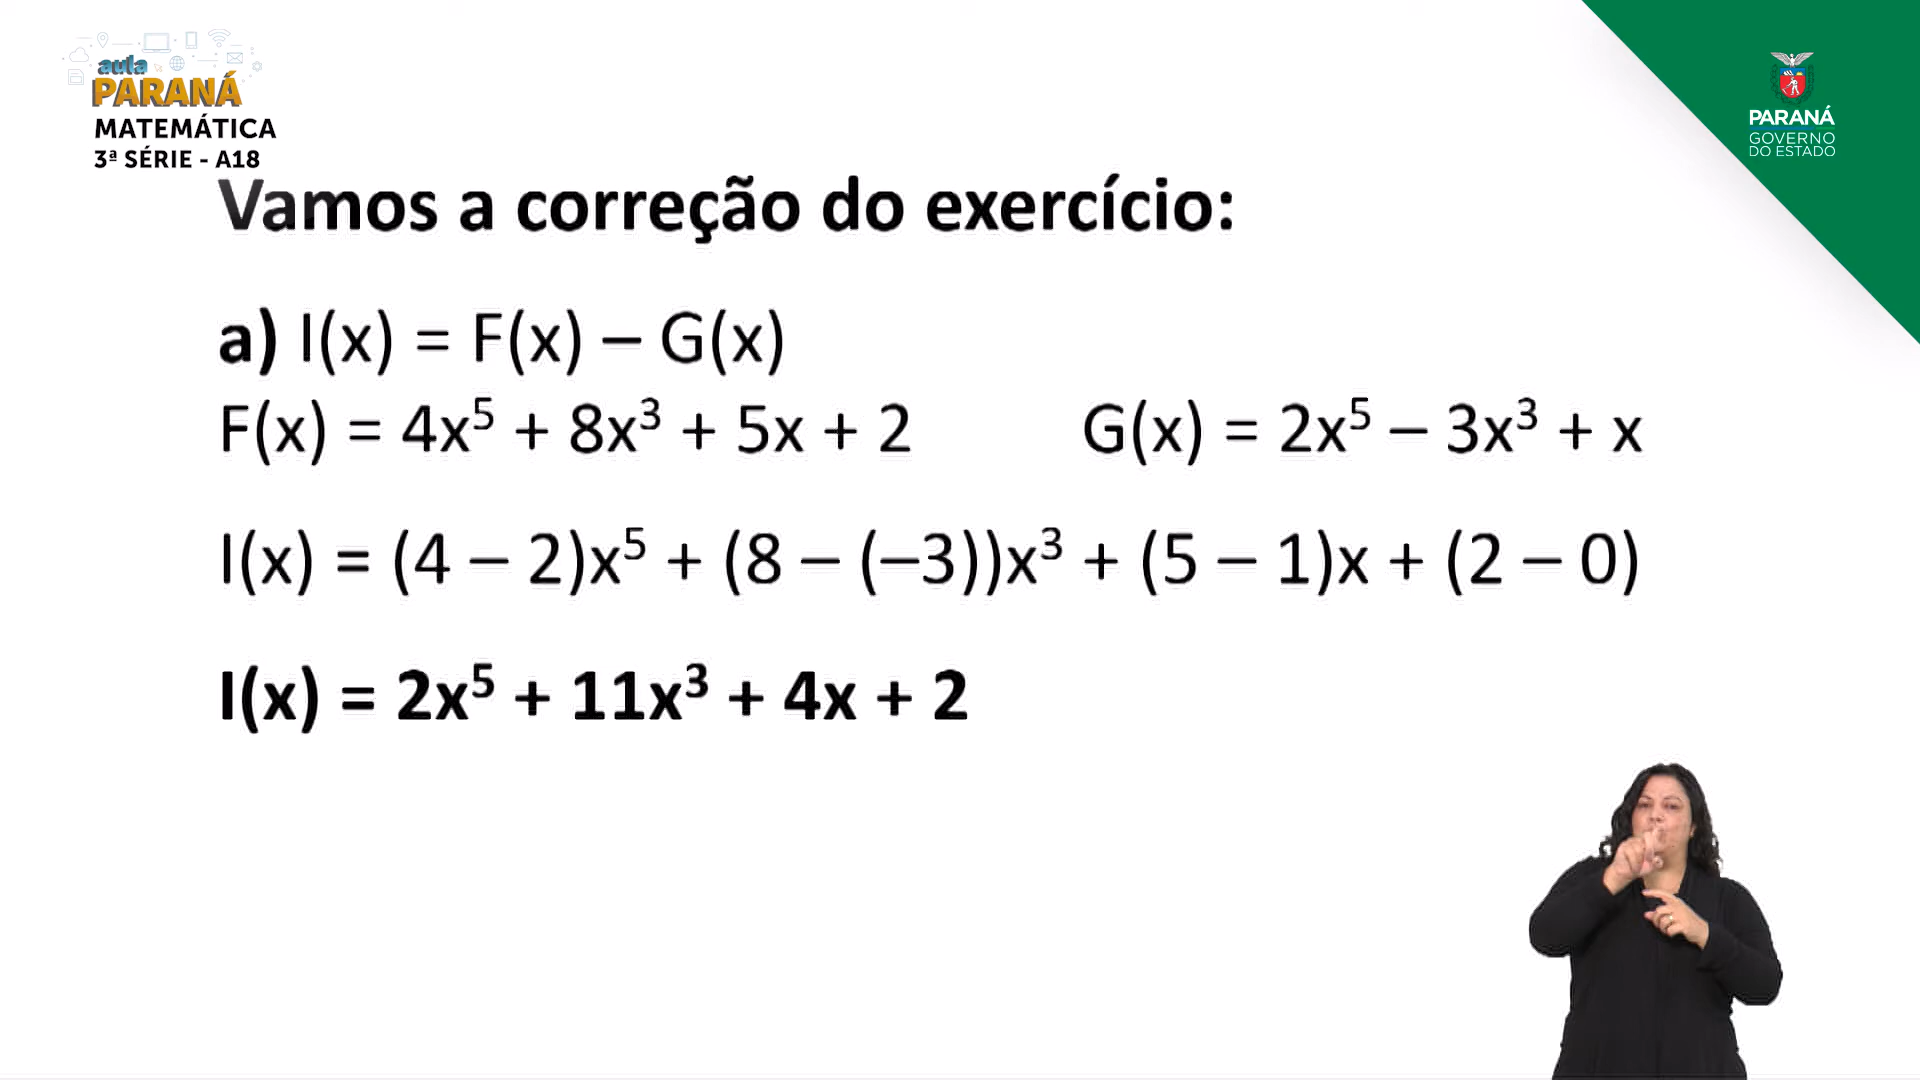 aula
PARANÁ
MATEMÁTICA
3ª SÉRIE - A18
PARANÁ
GOVERNO
DO ESTADO
Vamos a correção do exercício:
a) I(x) = F(x) – G(x)
F(x) = 4x⁵ + 8x³ + 5x + 2 G(x) = 2x⁵ – 3x³ + x
I(x) = (4 – 2)x⁵ + (8 – (–3))x³ + (5 – 1)x + (2 – 0)
I(x) = 2x⁵ + 11x³ + 4x + 2